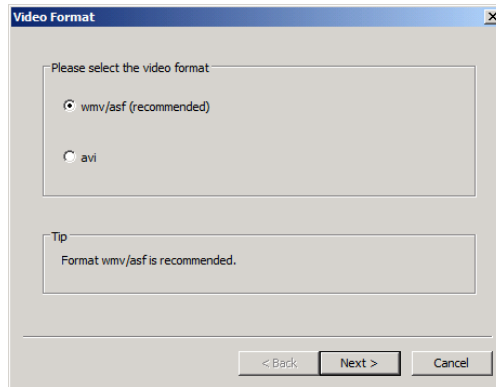 Video Format
Please select the video format
wmv/asf (recommended)
avi
Tip
Format wmv/asf is recommended.
< Back Next > Cancel